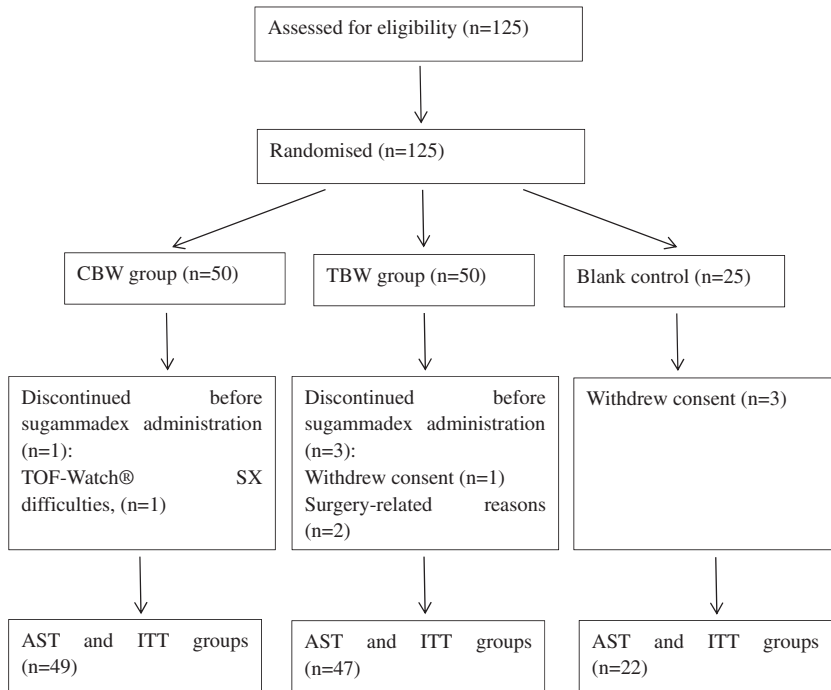 Assessed for eligibility (n=125)
Randomised (n=125)
CBW group (n=50)
TBW group (n=50)
Blank control (n=25)
Discontinued before
sugammadex administration
(n=1):
TOF-Watch® SX
difficulties, (n=1)
Discontinued before
sugammadex administration
(n=3):
Withdrew consent (n=1)
Surgery-related reasons
(n=2)
Withdrew consent (n=3)
AST and ITT groups
(n=49)
AST and ITT groups
(n=47)
AST and ITT groups
(n=22)